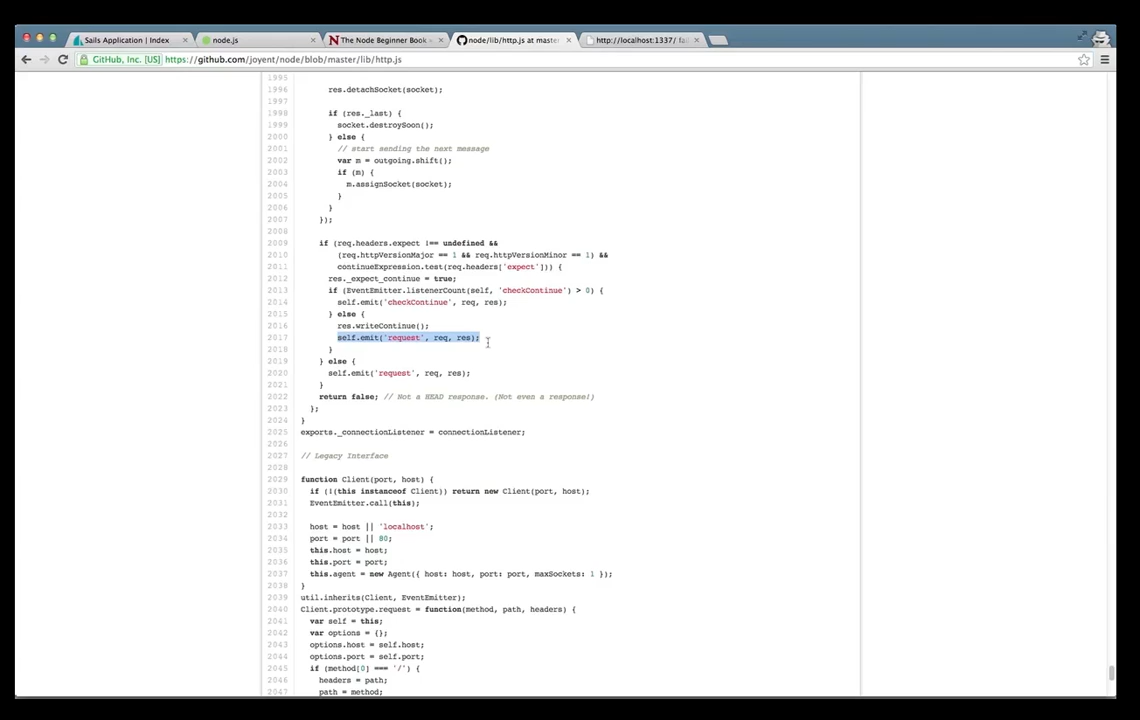 Sails Application | Index
node.js
The Node Beginner Book
node/lib/http.js at maste
http://localhost:1337/ fai
GitHub, Inc. [US]
https://github.com/joyent/node/blob/master/lib/http.js
1995
1996 res.detachSocket(socket);
1997
1998 if (res._last) {
1999 socket.destroySoon();
2000 } else {
2001 // start sending the next message
2002 var m = outgoing.shift();
2003 if (m) {
2004 m.assignSocket(socket);
2005 }
2006 }
2007 });
2008
2009 if (req.headers.expect !== undefined &&
2010 (req.httpVersionMajor == 1 && req.httpVersionMinor == 1) &&
2011 continueExpression.test(req.headers['expect'])) {
2012 res._expect_continue = true;
2013 if (EventEmitter.listenerCount(self, 'checkContinue') > 0) {
2014 self.emit('checkContinue', req, res);
2015 } else {
2016 res.writeContinue();
2017 self.emit('request', req, res);
2018 }
2019 } else {
2020 self.emit('request', req, res);
2021 }
2022 return false; // Not a HEAD response. (Not even a response!)
2023 };
2024 }
2025 exports._connectionListener = connectionListener;
2026
2027 // Legacy Interface
2028
2029 function Client(port, host) {
2030 if (!(this instanceof Client)) return new Client(port, host);
2031 EventEmitter.call(this);
2032
2033 host = host || 'localhost';
2034 port = port || 80;
2035 this.host = host;
2036 this.port = port;
2037 this.agent = new Agent({ host: host, port: port, maxSockets: 1 });
2038 }
2039 util.inherits(Client, EventEmitter);
2040 Client.prototype.request = function(method, path, headers) {
2041 var self = this;
2042 var options = {};
2043 options.host = self.host;
2044 options.port = self.port;
2045 if (method[0] === '/') {
2046 headers = path;
2047 path = method;